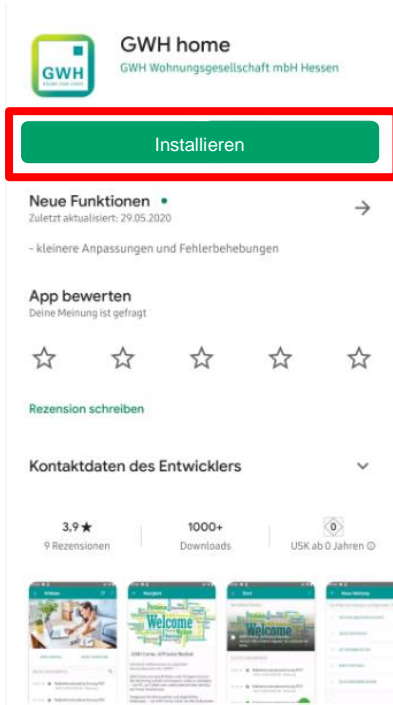 GWH home
GWH
GWH Wohnungsgesellschaft mbH Hessen
Installieren
Neue Funktionen •
Zuletzt aktualisiert: 29.05.2020
- kleinere Anpassungen und Fehlerbehebungen
App bewerten
Deine Meinung ist gefragt
Rezension schreiben
Kontaktdaten des Entwicklers
3,9★ 1000+ 0
9 Rezensionen Downloads USK ab 0 Jahren
Welcome
Welcome